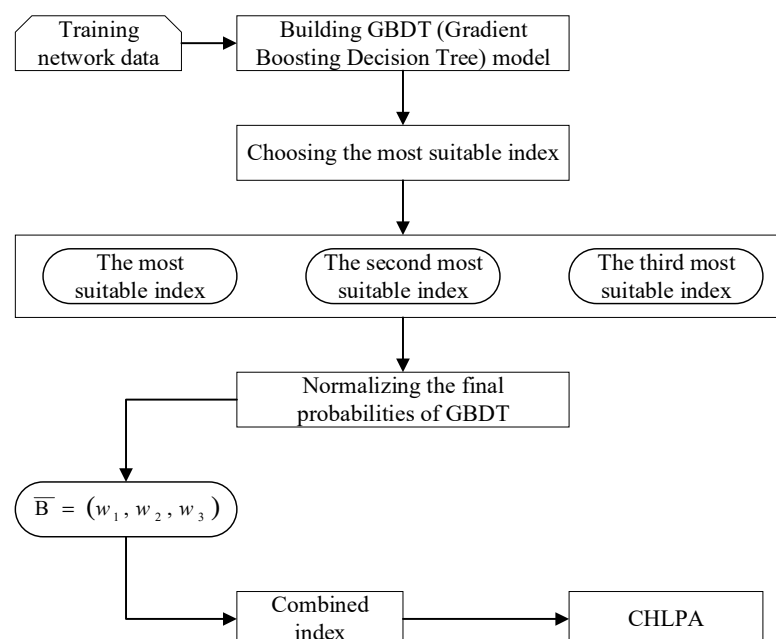 Training
network data
Building GBDT (Gradient
Boosting Decision Tree) model
Choosing the most suitable index
The most
suitable index
The second most
suitable index
The third most
suitable index
Normalizing the final
probabilities of GBDT
B̅ = (w₁, w₂, w₃)
Combined
index
CHLPA